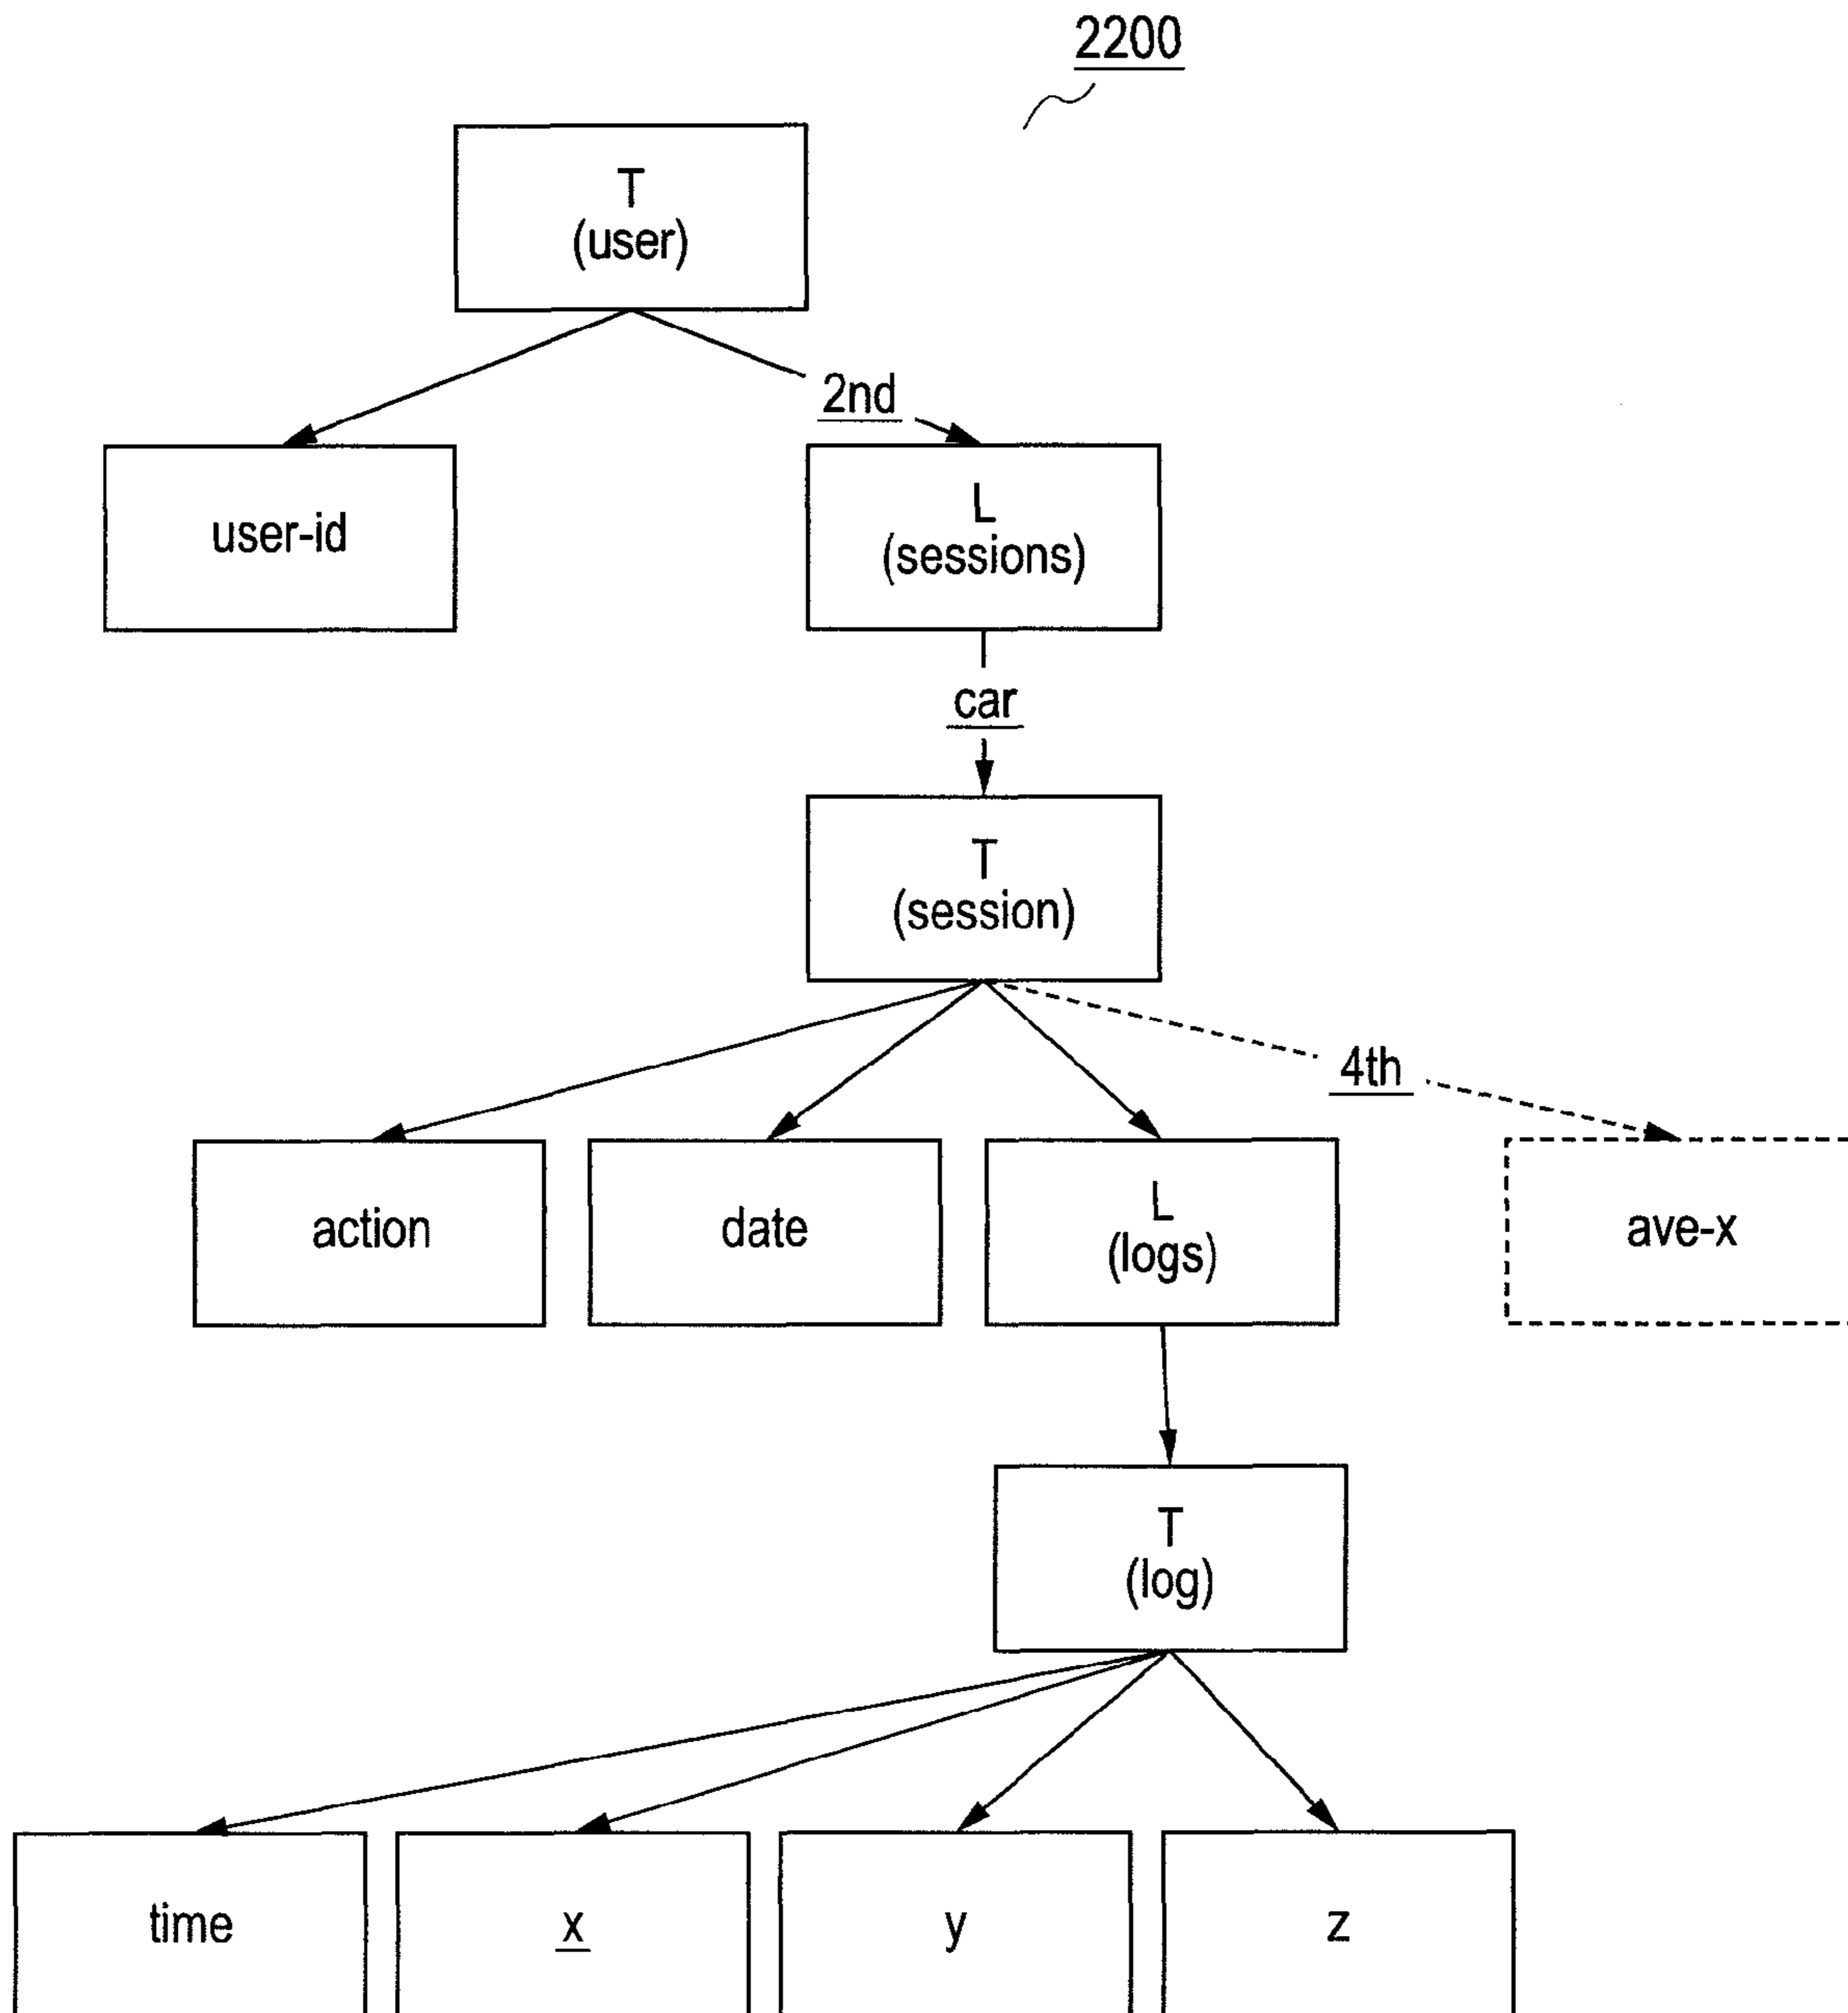 2200
T
(user)
2nd
user-id
L
(sessions)
car
T
(session)
4th
action
date
L
(logs)
ave-x
T
(log)
time
x
y
z